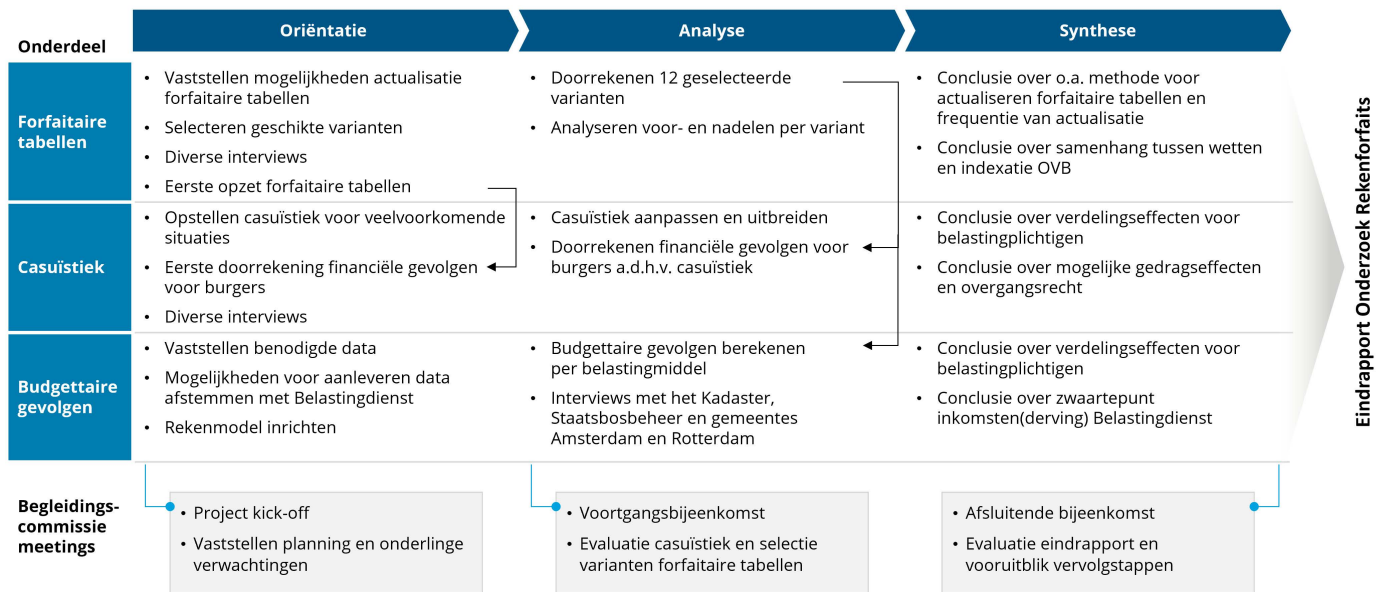 Onderdeel
Oriëntatie
Analyse
Synthese
Forfaitaire
tabellen
• Vaststellen mogelijkheden actualisatie
forfaitaire tabellen
• Selecteren geschikte varianten
• Diverse interviews
• Eerste opzet forfaitaire tabellen
• Doorrekenen 12 geselecteerde
varianten
• Analyseren voor- en nadelen per variant
• Conclusie over o.a. methode voor
actualiseren forfaitaire tabellen en
frequentie van actualisatie
• Conclusie over samenhang tussen wetten
en indexatie OVB
Casuïstiek
• Opstellen casuïstiek voor veelvoorkomende
situaties
• Eerste doorrekening financiële gevolgen
voor burgers
• Diverse interviews
• Casuïstiek aanpassen en uitbreiden
• Doorrekenen financiële gevolgen voor
burgers a.d.h.v. casuïstiek
• Conclusie over verdelingseffecten voor
belastingplichtigen
• Conclusie over mogelijke gedragseffecten
en overgangsrecht
Budgettaire
gevolgen
• Vaststellen benodigde data
• Mogelijkheden voor aanleveren data
afstemmen met Belastingdienst
• Rekenmodel inrichten
• Budgettaire gevolgen berekenen
per belastingmiddel
• Interviews met het Kadaster,
Staatsbosbeheer en gemeentes
Amsterdam en Rotterdam
• Conclusie over verdelingseffecten voor
belastingplichtigen
• Conclusie over zwaartepunt
inkomsten(derving) Belastingdienst
Eindrapport Onderzoek Rekenforfaits
Begleidings-
commissie
meetings
• Project kick-off
• Vaststellen planning en onderlinge
verwachtingen
• Voortgangsbijeenkomst
• Evaluatie casuïstiek en selectie
varianten forfaitaire tabellen
• Afsluitende bijeenkomst
• Evaluatie eindrapport en
vooruitblik vervolgstappen